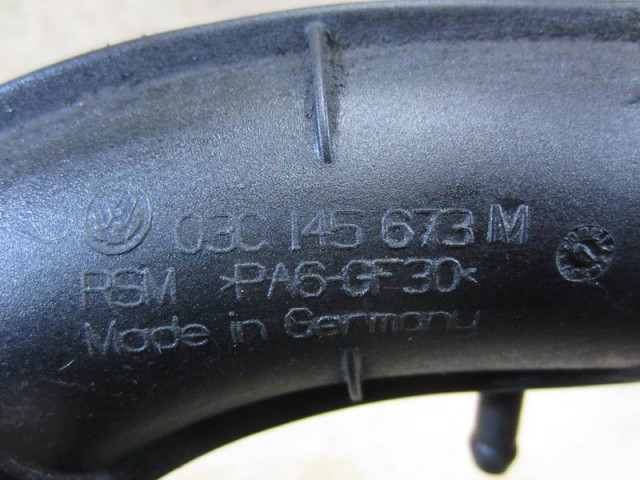 03C 145 673 M
RSM >PA6-GF30<
Made in Germany